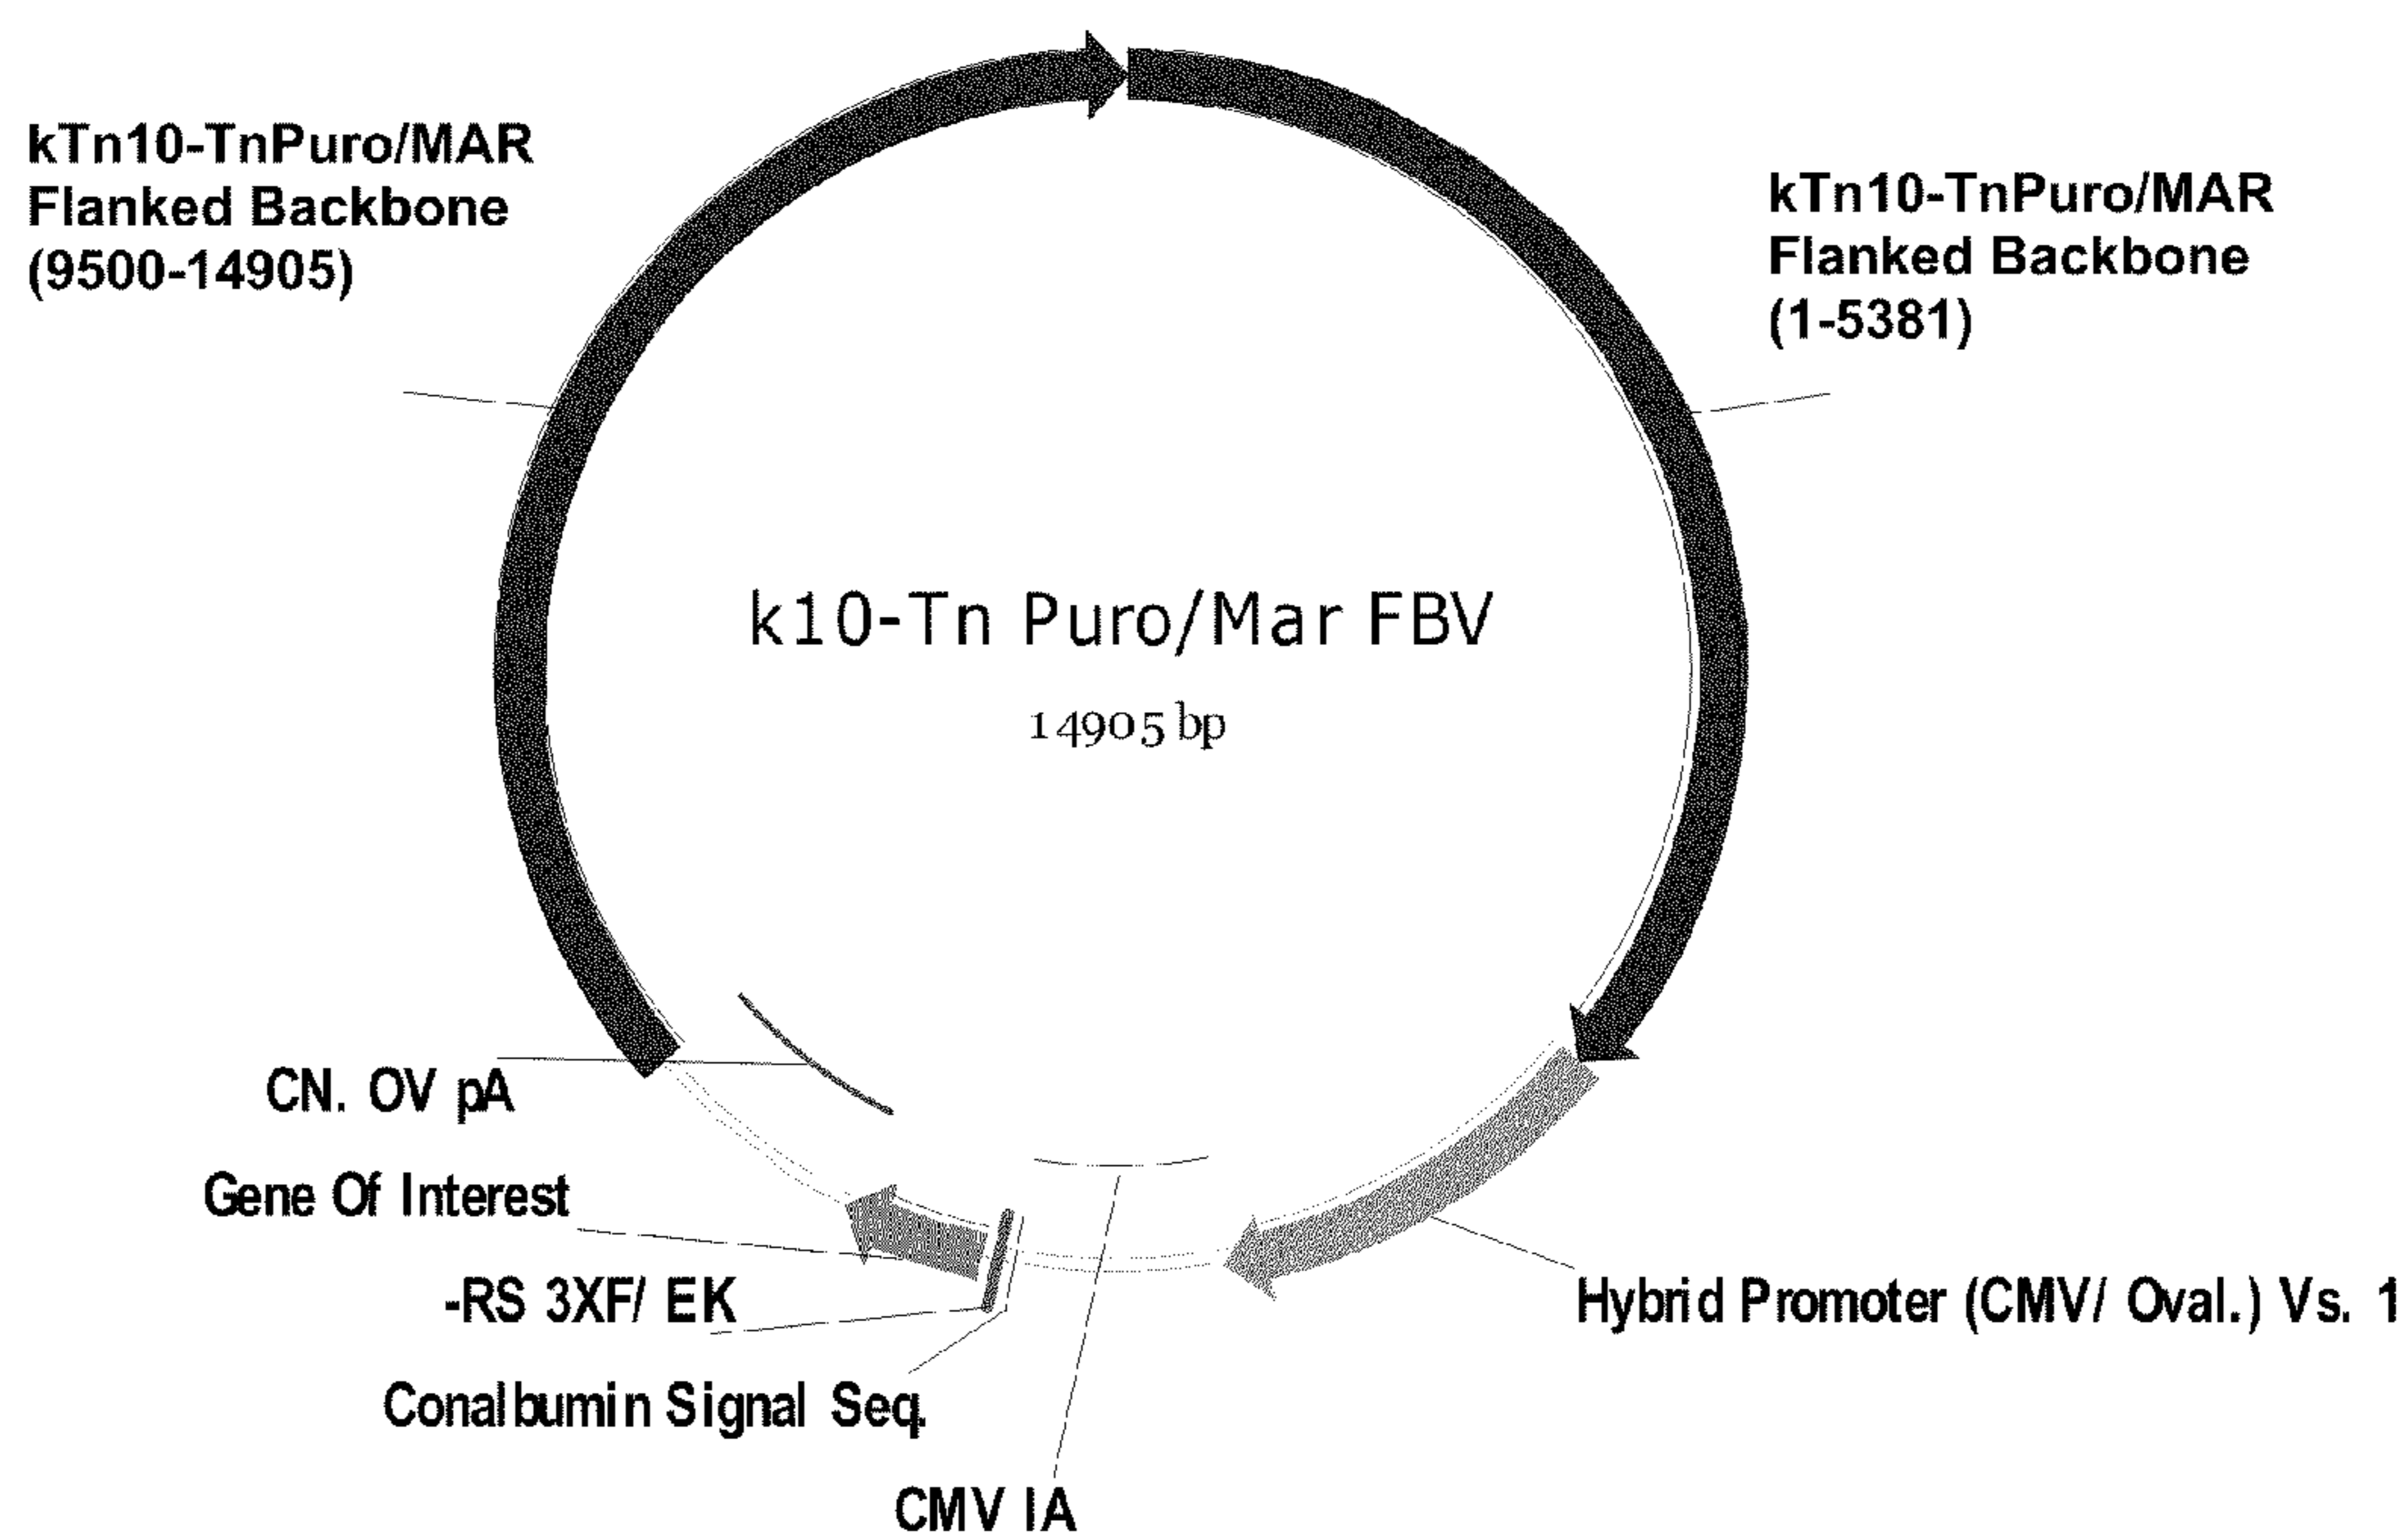 kTn10-TnPuro/MAR
Flanked Backbone
(9500-14905)
kTn10-TnPuro/MAR
Flanked Backbone
(1-5381)
k10-Tn Puro/Mar FBV
14905 bp
CN. OV pA
Gene Of Interest
-RS 3XF/ EK
Conalbumin Signal Seq.
CMV IA
Hybrid Promoter (CMV/ Oval.) Vs. 1